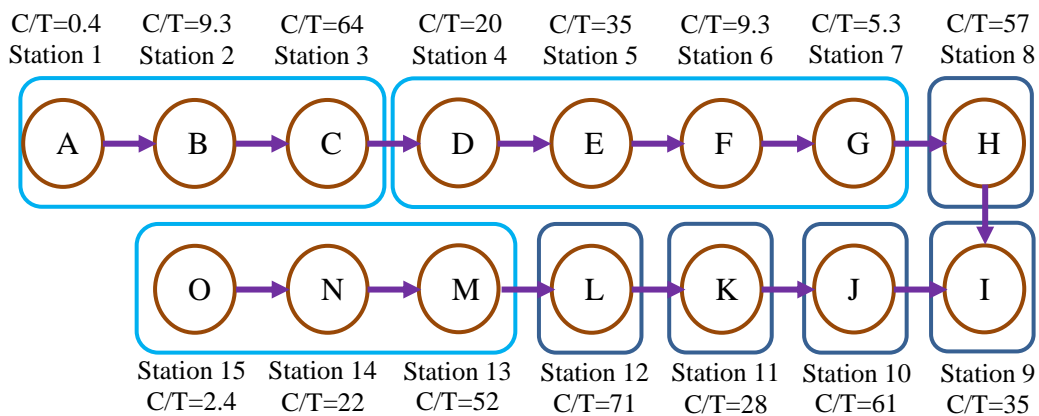 C/T=0.4 C/T=9.3 C/T=64 C/T=20 C/T=35 C/T=9.3 C/T=5.3 C/T=57
Station 1 Station 2 Station 3 Station 4 Station 5 Station 6 Station 7 Station 8
A B C D E F G H
O N M L K J I
Station 15 Station 14 Station 13 Station 12 Station 11 Station 10 Station 9
C/T=2.4 C/T=22 C/T=52 C/T=71 C/T=28 C/T=61 C/T=35